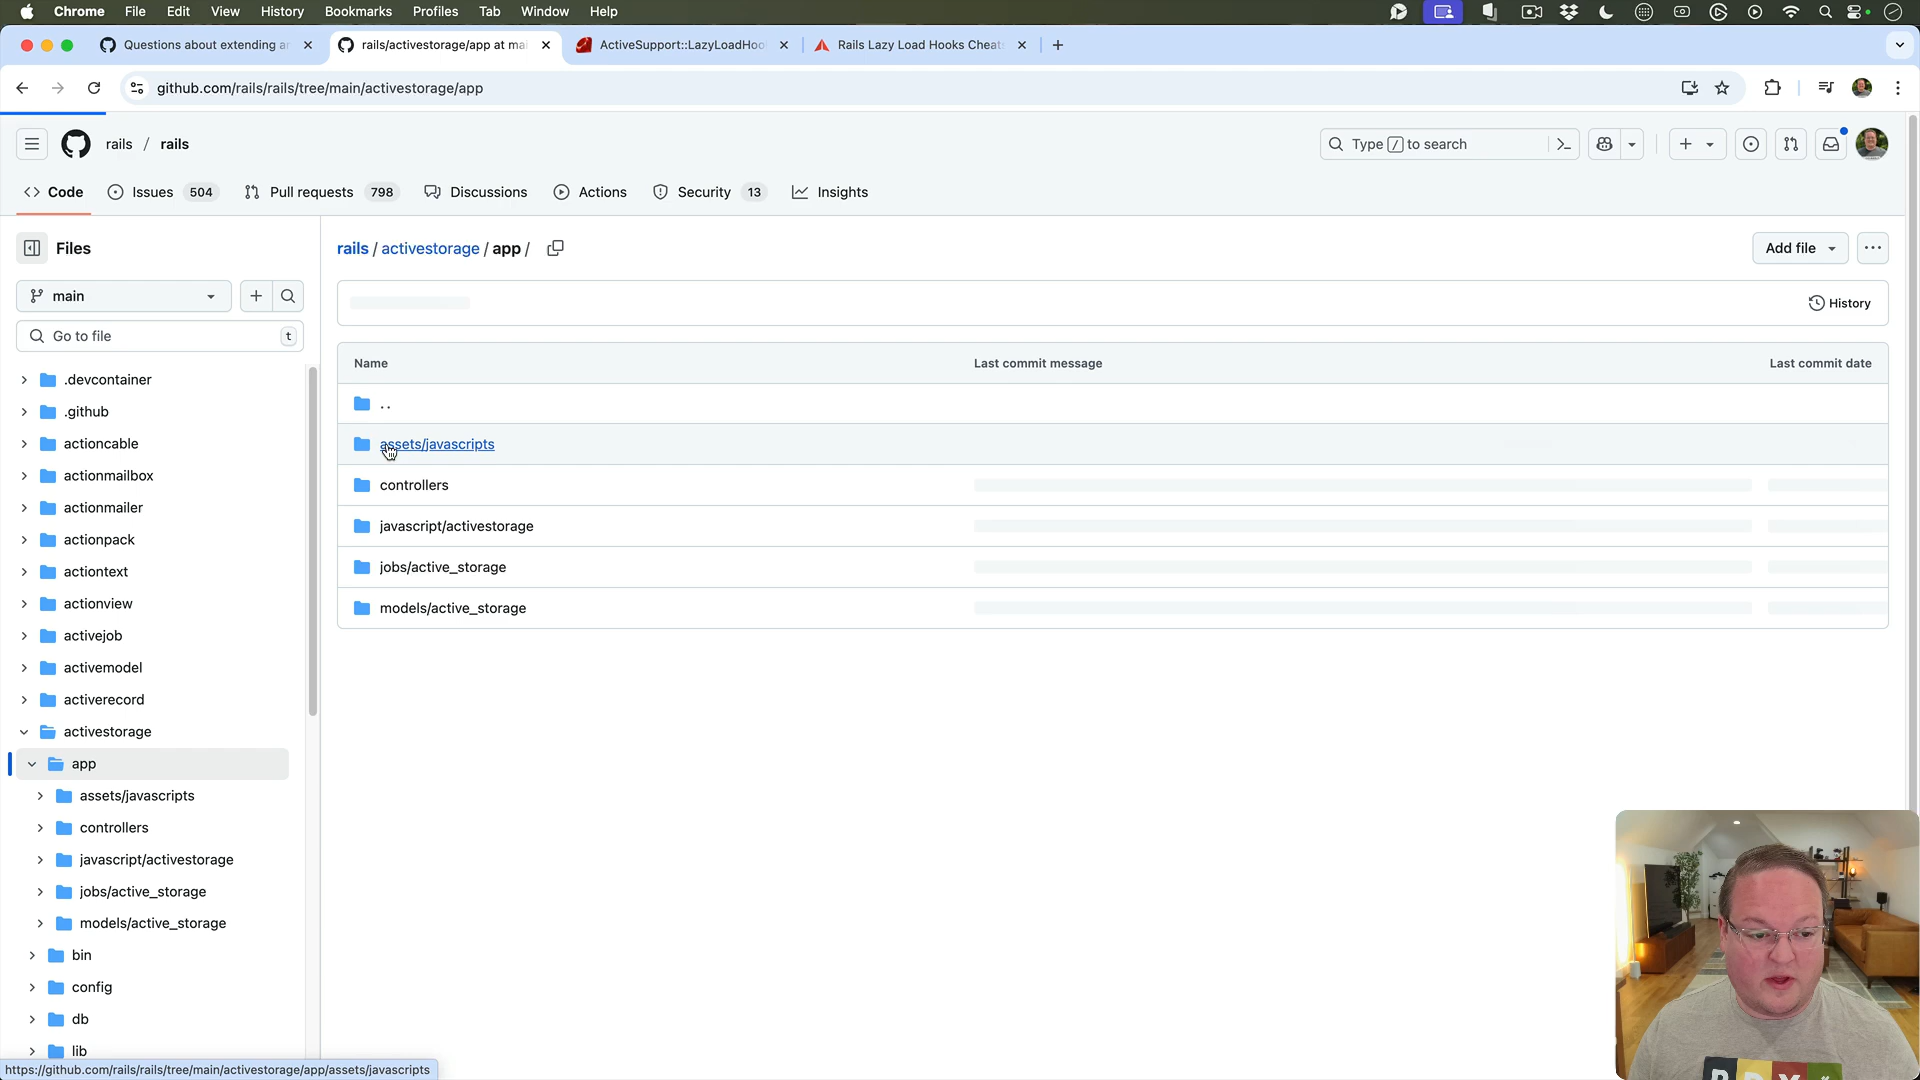 Chrome File Edit View History Bookmarks Profiles Tab Window Help
Questions about extending ar
rails/activestorage/app at mai
ActiveSupport::LazyLoadHoo
Rails Lazy Load Hooks Cheats
github.com/rails/rails/tree/main/activestorage/app
rails / rails
Type / to search
Code
Issues 504
Pull requests 798
Discussions
Actions
Security 13
Insights
Files
rails / activestorage / app /
Add file
main
History
Go to file
t
Name
Last commit message
Last commit date
..
assets/javascripts
controllers
javascript/activestorage
jobs/active_storage
models/active_storage
.devcontainer
.github
actioncable
actionmailbox
actionmailer
actionpack
actiontext
actionview
activejob
activemodel
activerecord
activestorage
app
assets/javascripts
controllers
javascript/activestorage
jobs/active_storage
models/active_storage
bin
config
db
lib
https://github.com/rails/rails/tree/main/activestorage/app/assets/javascripts